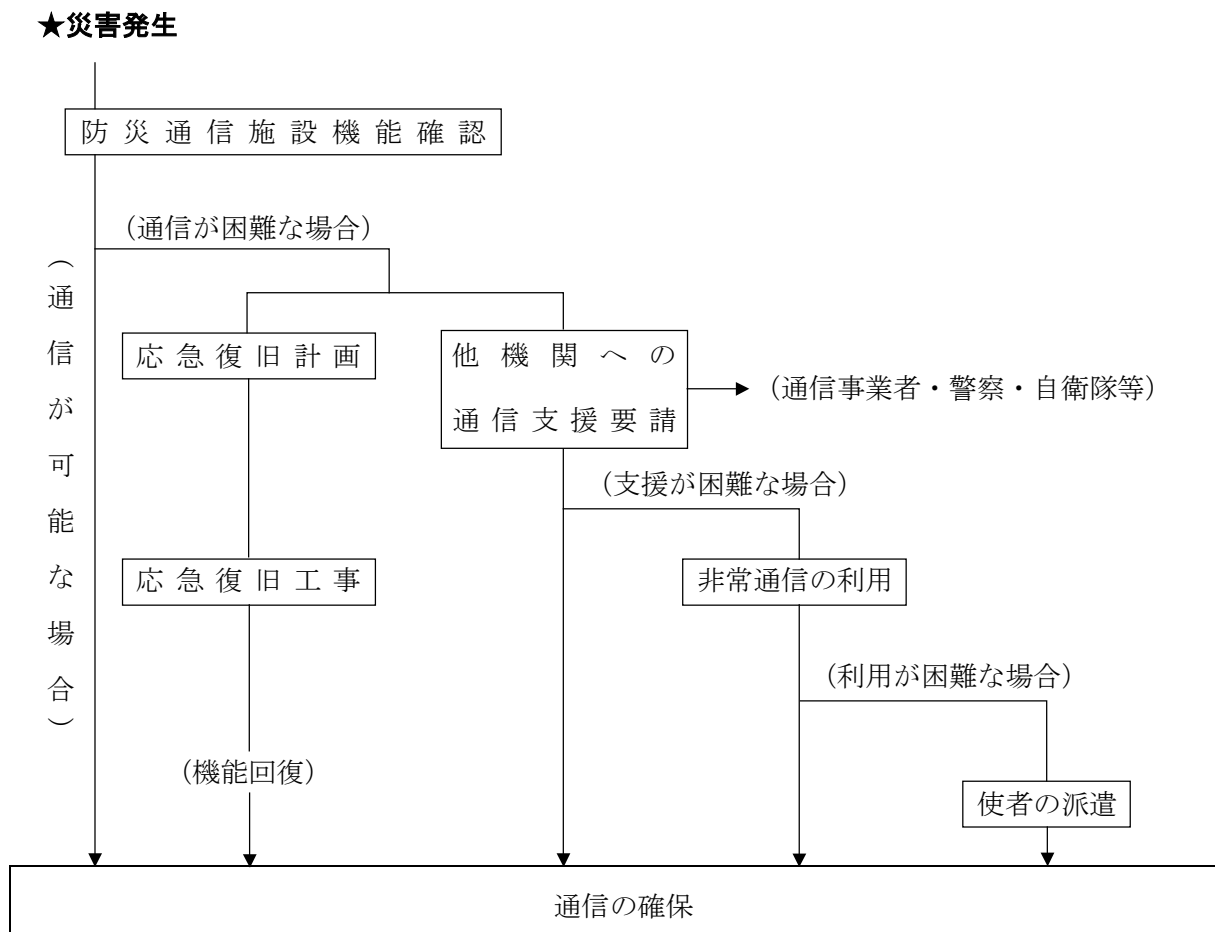 ★災害発生
防災通信施設機能確認
（通信が困難な場合）
（通信が可能な場合）
応急復旧計画
他機関への
通信支援要請
（通信事業者・警察・自衛隊等）
（支援が困難な場合）
応急復旧工事
非常通信の利用
（利用が困難な場合）
（機能回復）
使者の派遣
通信の確保